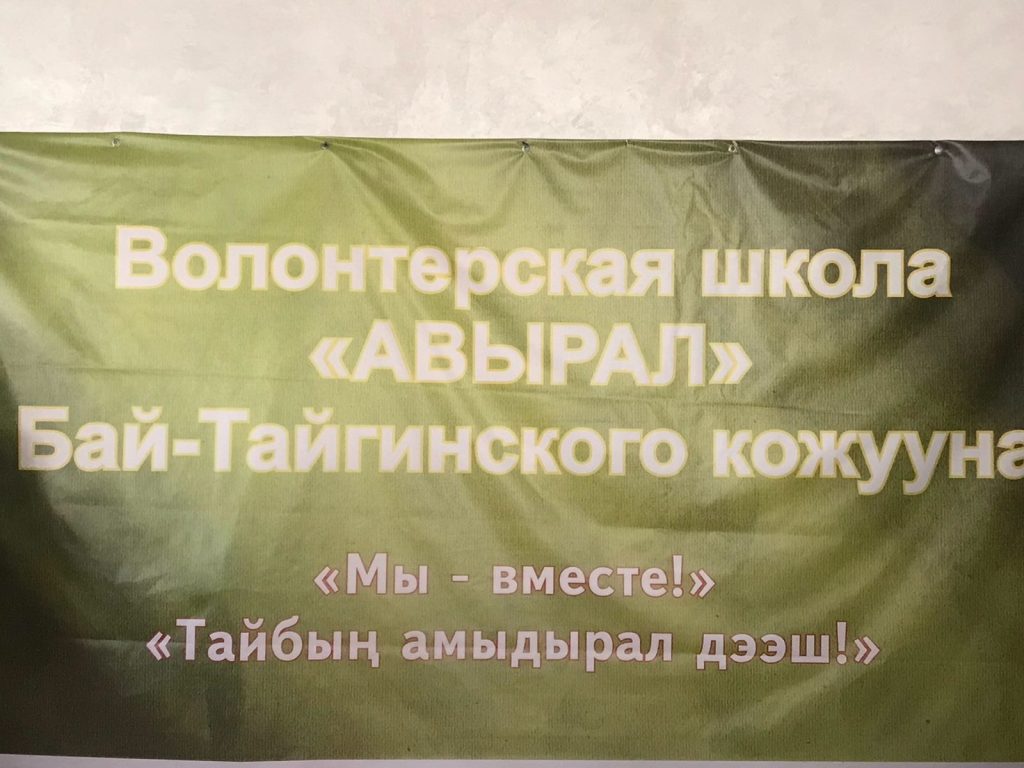 Волонтерская школа
«АВЫРАЛ»
Бай-Тайгинского кожууна
«Мы - вместе!»
«Тайбың амыдырал дээш!»